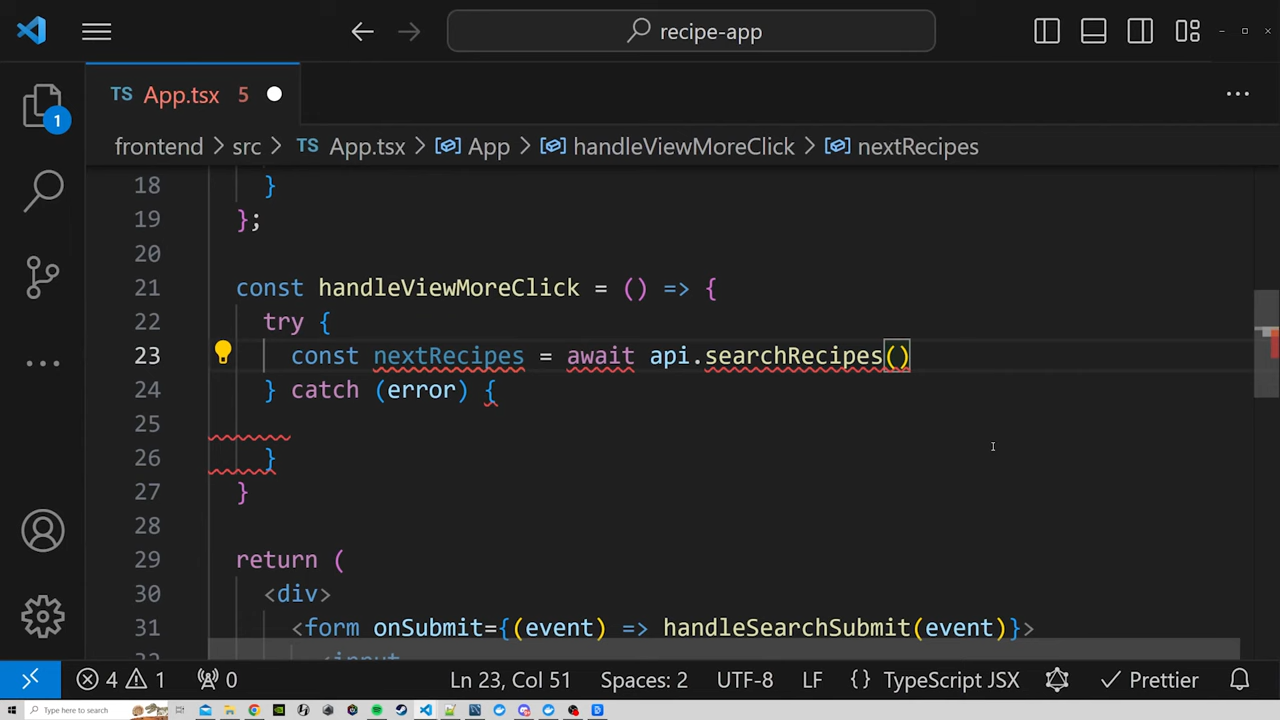 recipe-app
TS App.tsx 5
frontend > src > TS App.tsx > App > handleViewMoreClick > nextRecipes
1
18 }
19 };
20
21 const handleViewMoreClick = () => {
22 try {
23 const nextRecipes = await api.searchRecipes()
24 } catch (error) {
25
26 }
27 }
28
29 return (
30 <div>
31 <form onSubmit={(event) => handleSearchSubmit(event)}>
32 <input
4 1 0 Ln 23, Col 51 Spaces: 2 UTF-8 LF {} TypeScript JSX Prettier
Type here to search